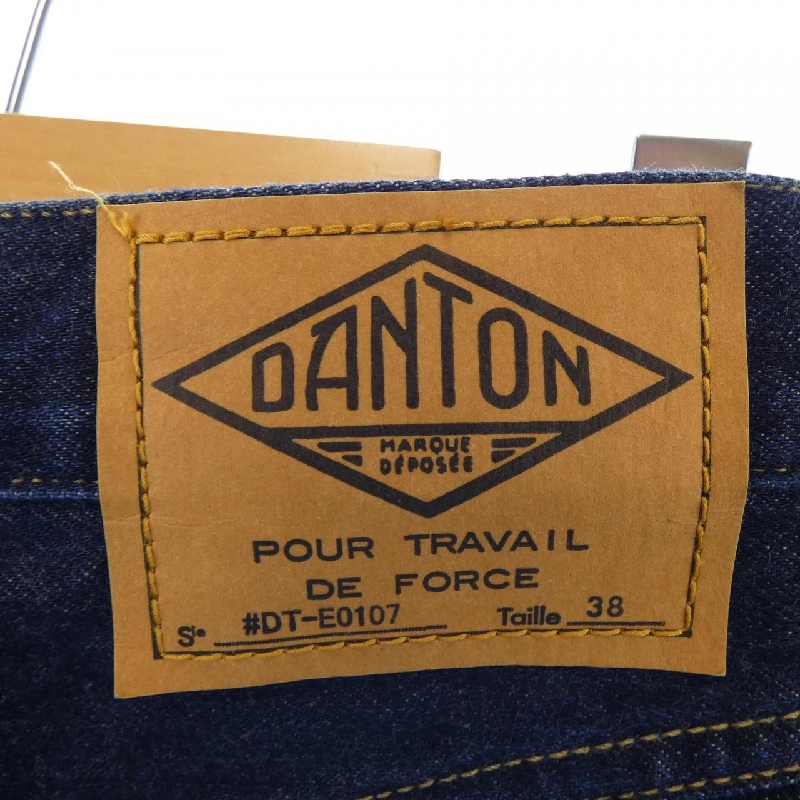 DANTON
MARQUE
DÉPOSÉE
POUR TRAVAIL
DE FORCE
Sie #DT-E0107 Taille 38